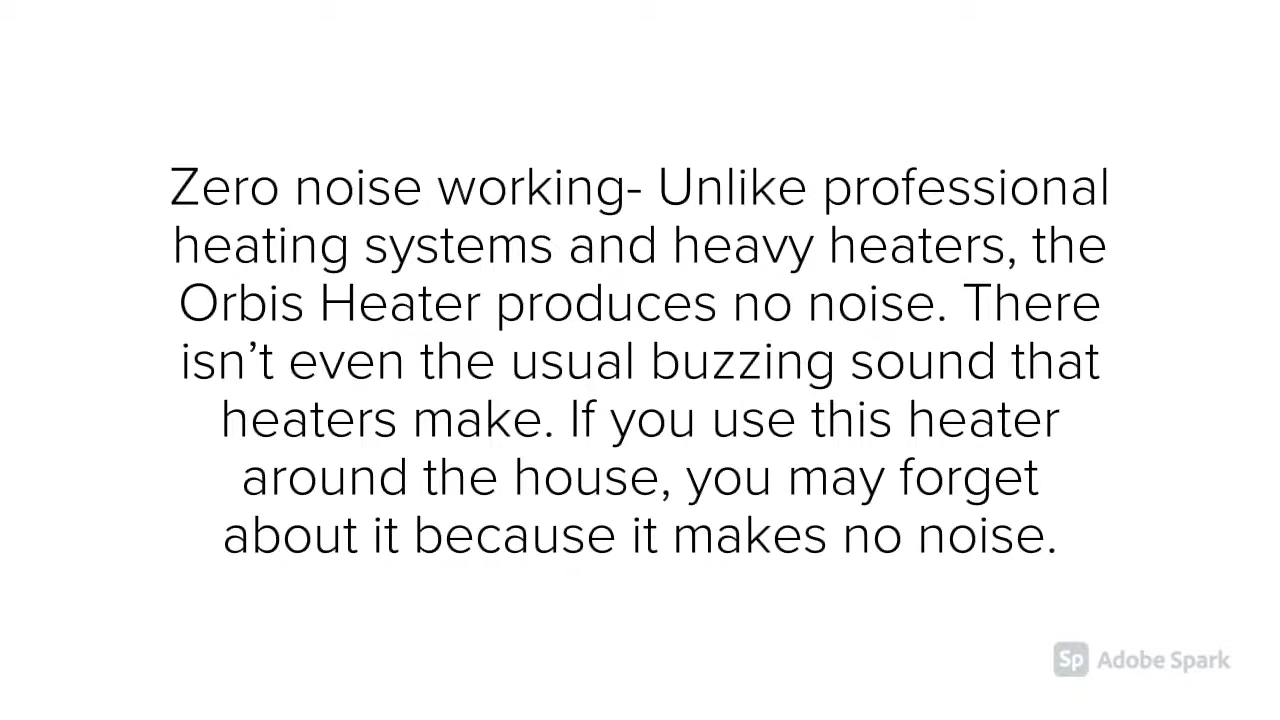 Zero noise working- Unlike professional
heating systems and heavy heaters, the
Orbis Heater produces no noise. There
isn’t even the usual buzzing sound that
heaters make. If you use this heater
around the house, you may forget
about it because it makes no noise.
Sp Adobe Spark